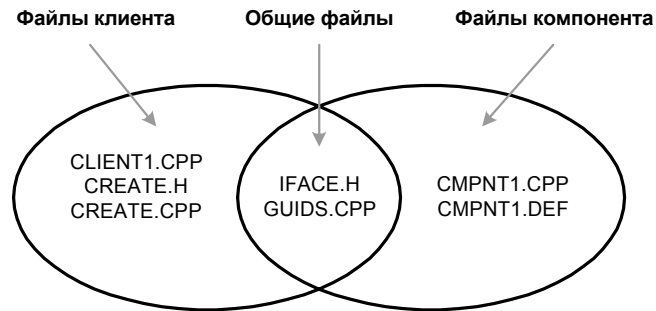 Файлы клиента
Общие файлы
Файлы компонента
CLIENT1.CPP
CREATE.H
CREATE.CPP
IFACE.H
GUIDS.CPP
CMPNT1.CPP
CMPNT1.DEF